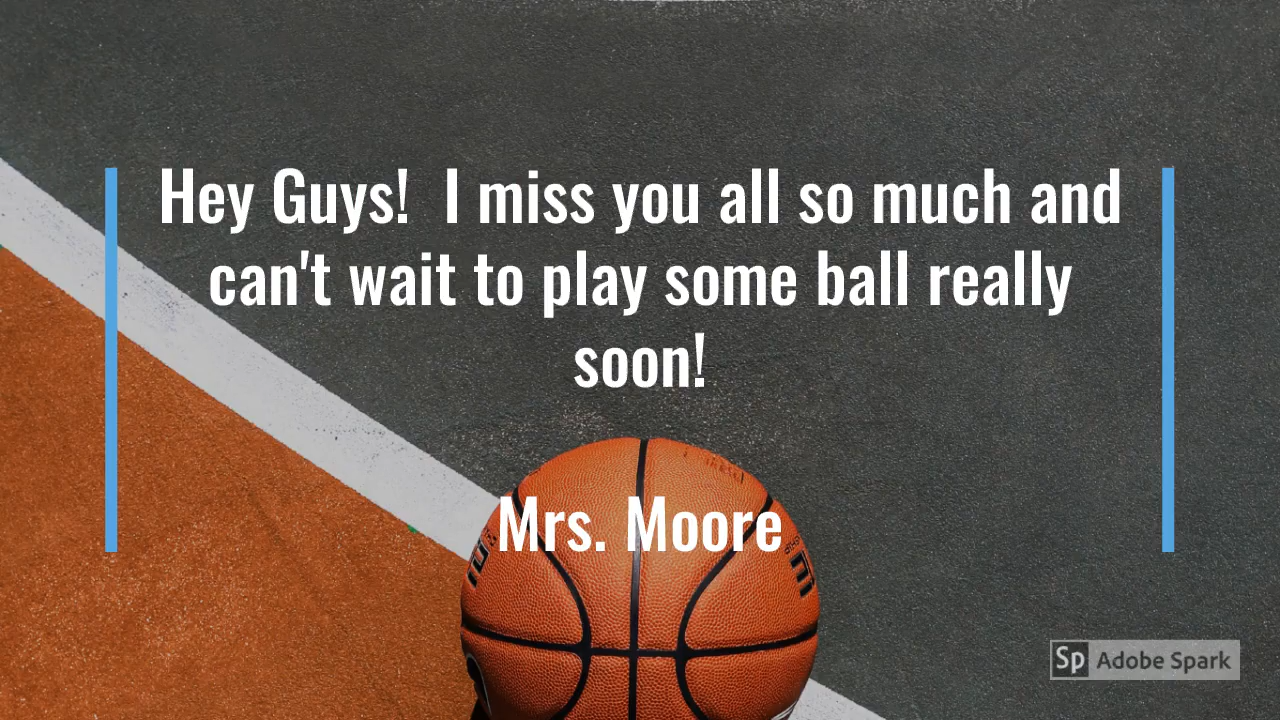 Hey Guys!  I miss you all so much and
can't wait to play some ball really
soon!
Mrs. Moore
Sp Adobe Spark